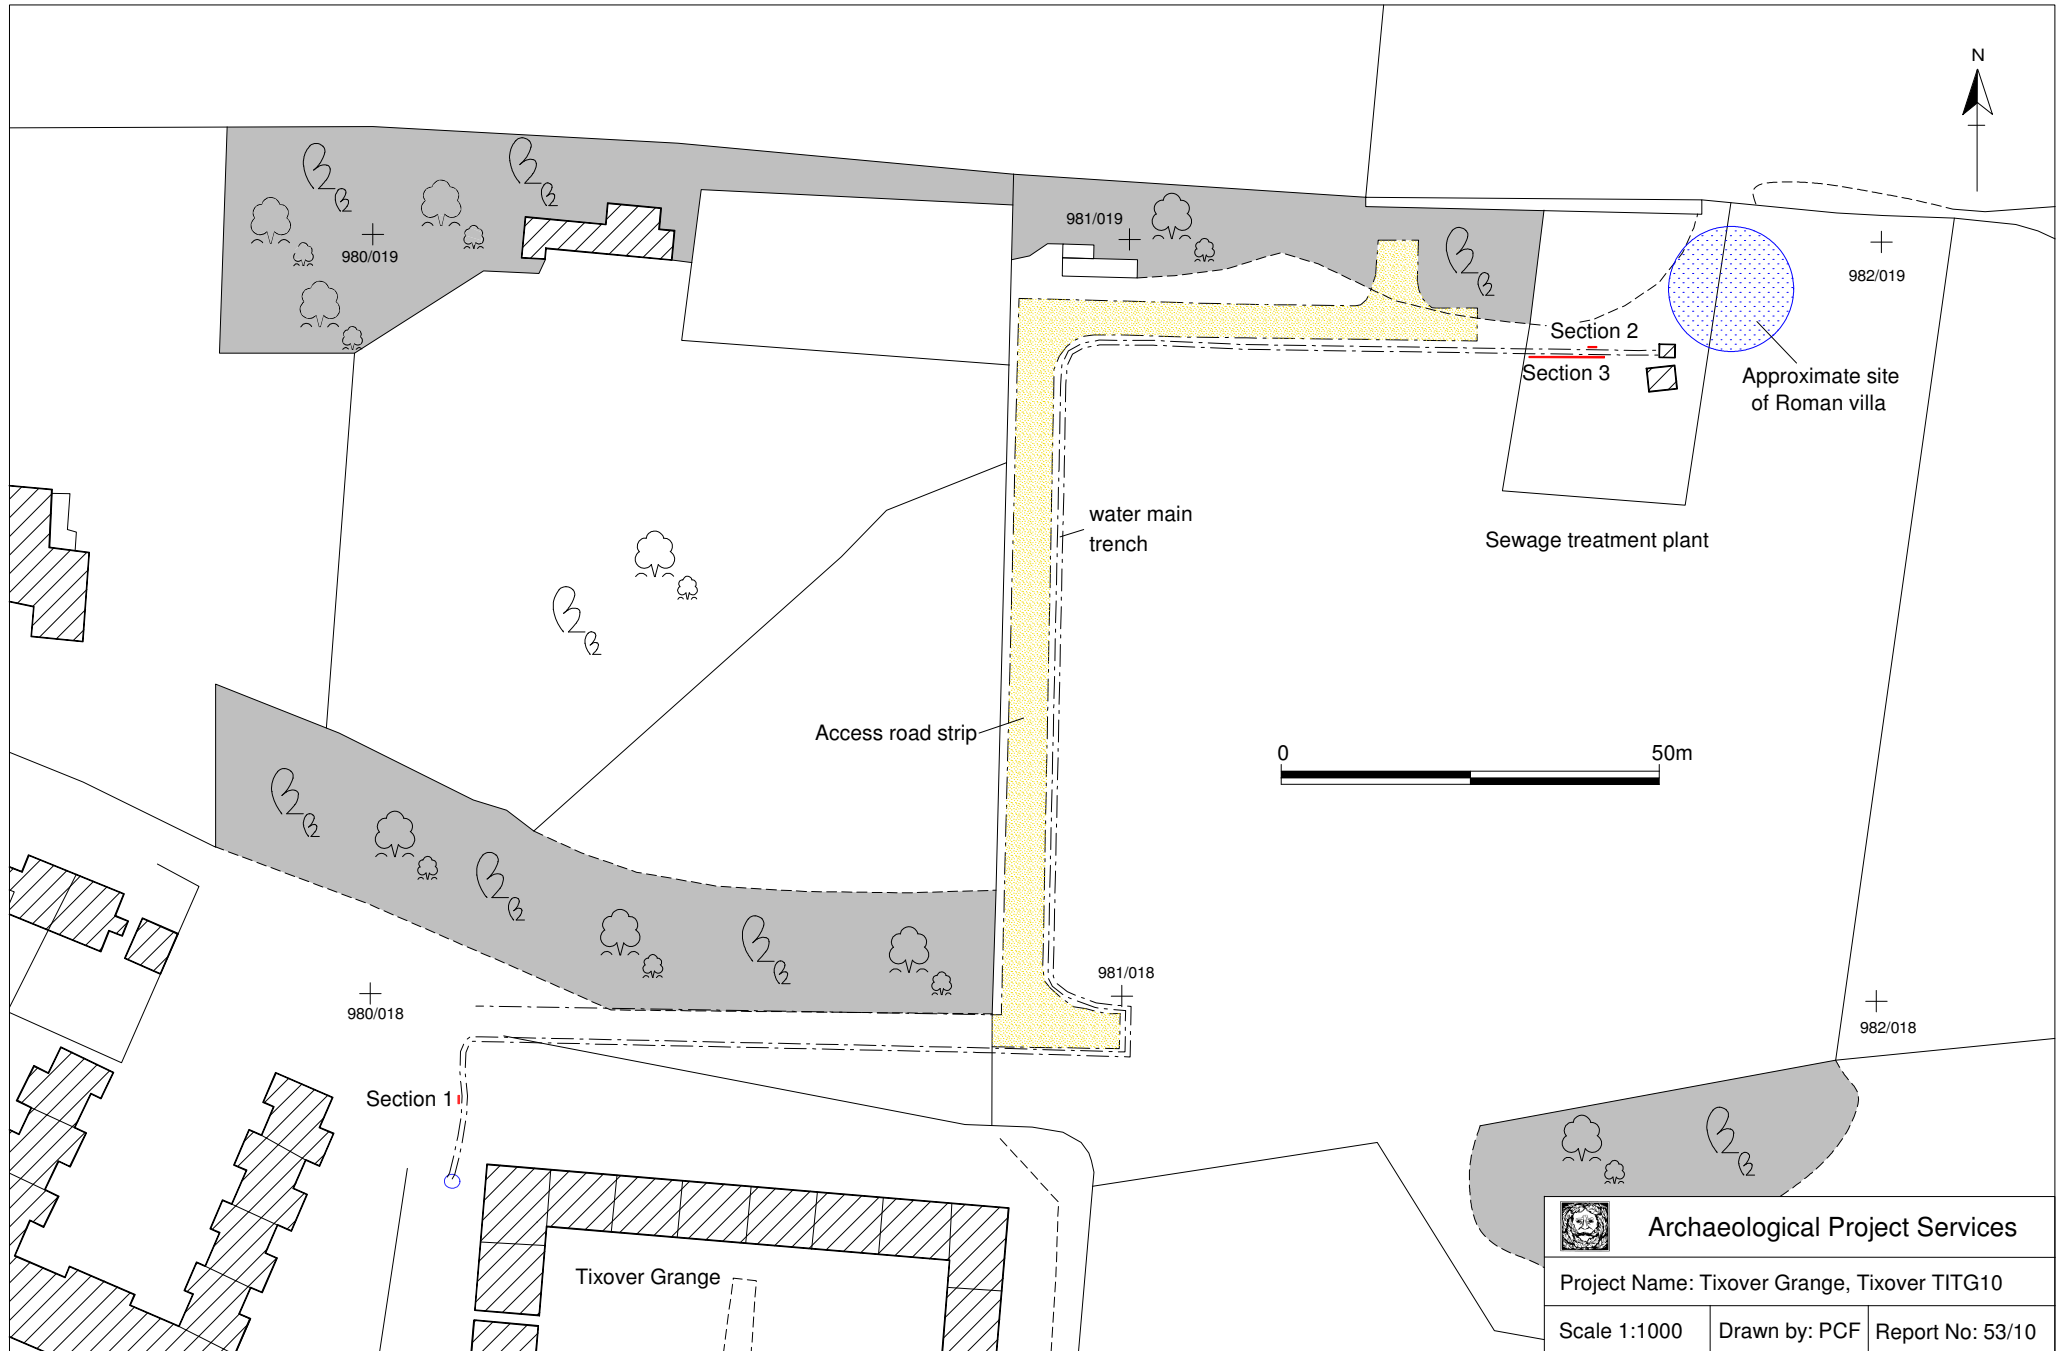 N
981/019
980/019
982/019
Section 2
Section 3
Approximate site
of Roman villa
water main
trench
Sewage treatment plant
Access road strip
0
50m
981/018
980/018
982/018
Section 1
Tixover Grange
Archaeological Project Services
Project Name: Tixover Grange, Tixover TITG10
Scale 1:1000
Drawn by: PCF
Report No: 53/10